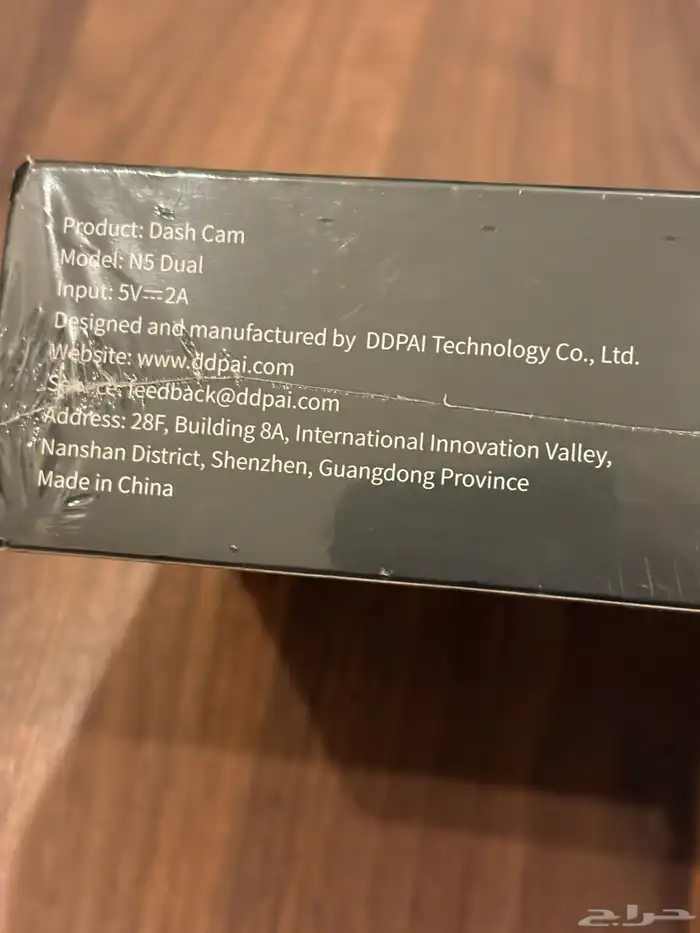 Product: Dash Cam
Model: N5 Dual
Input: 5V⎓2A
Designed and manufactured by DDPAI Technology Co., Ltd.
Website: www.ddpai.com
Service: feedback@ddpai.com
Address: 28F, Building 8A, International Innovation Valley,
Nanshan District, Shenzhen, Guangdong Province
Made in China
حراج